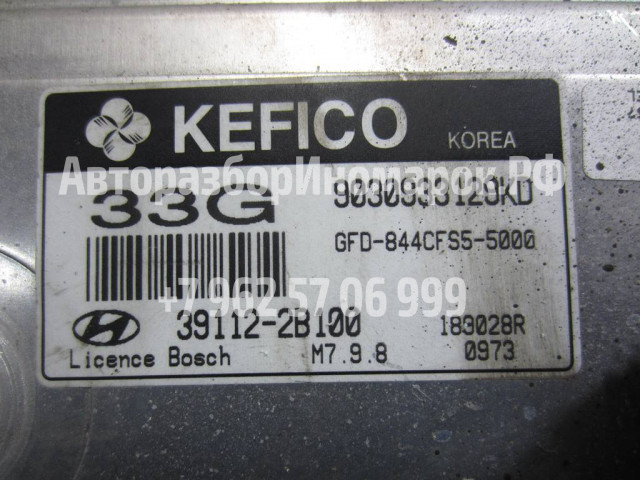 KEFICO
KOREA
АвторазборИномарок.РФ
33G
9030933129KD
GFD-844CFS5-5000
+7 962 57 06 999
39112-2B100
183028R
Licence Bosch
M7.9.8
0973